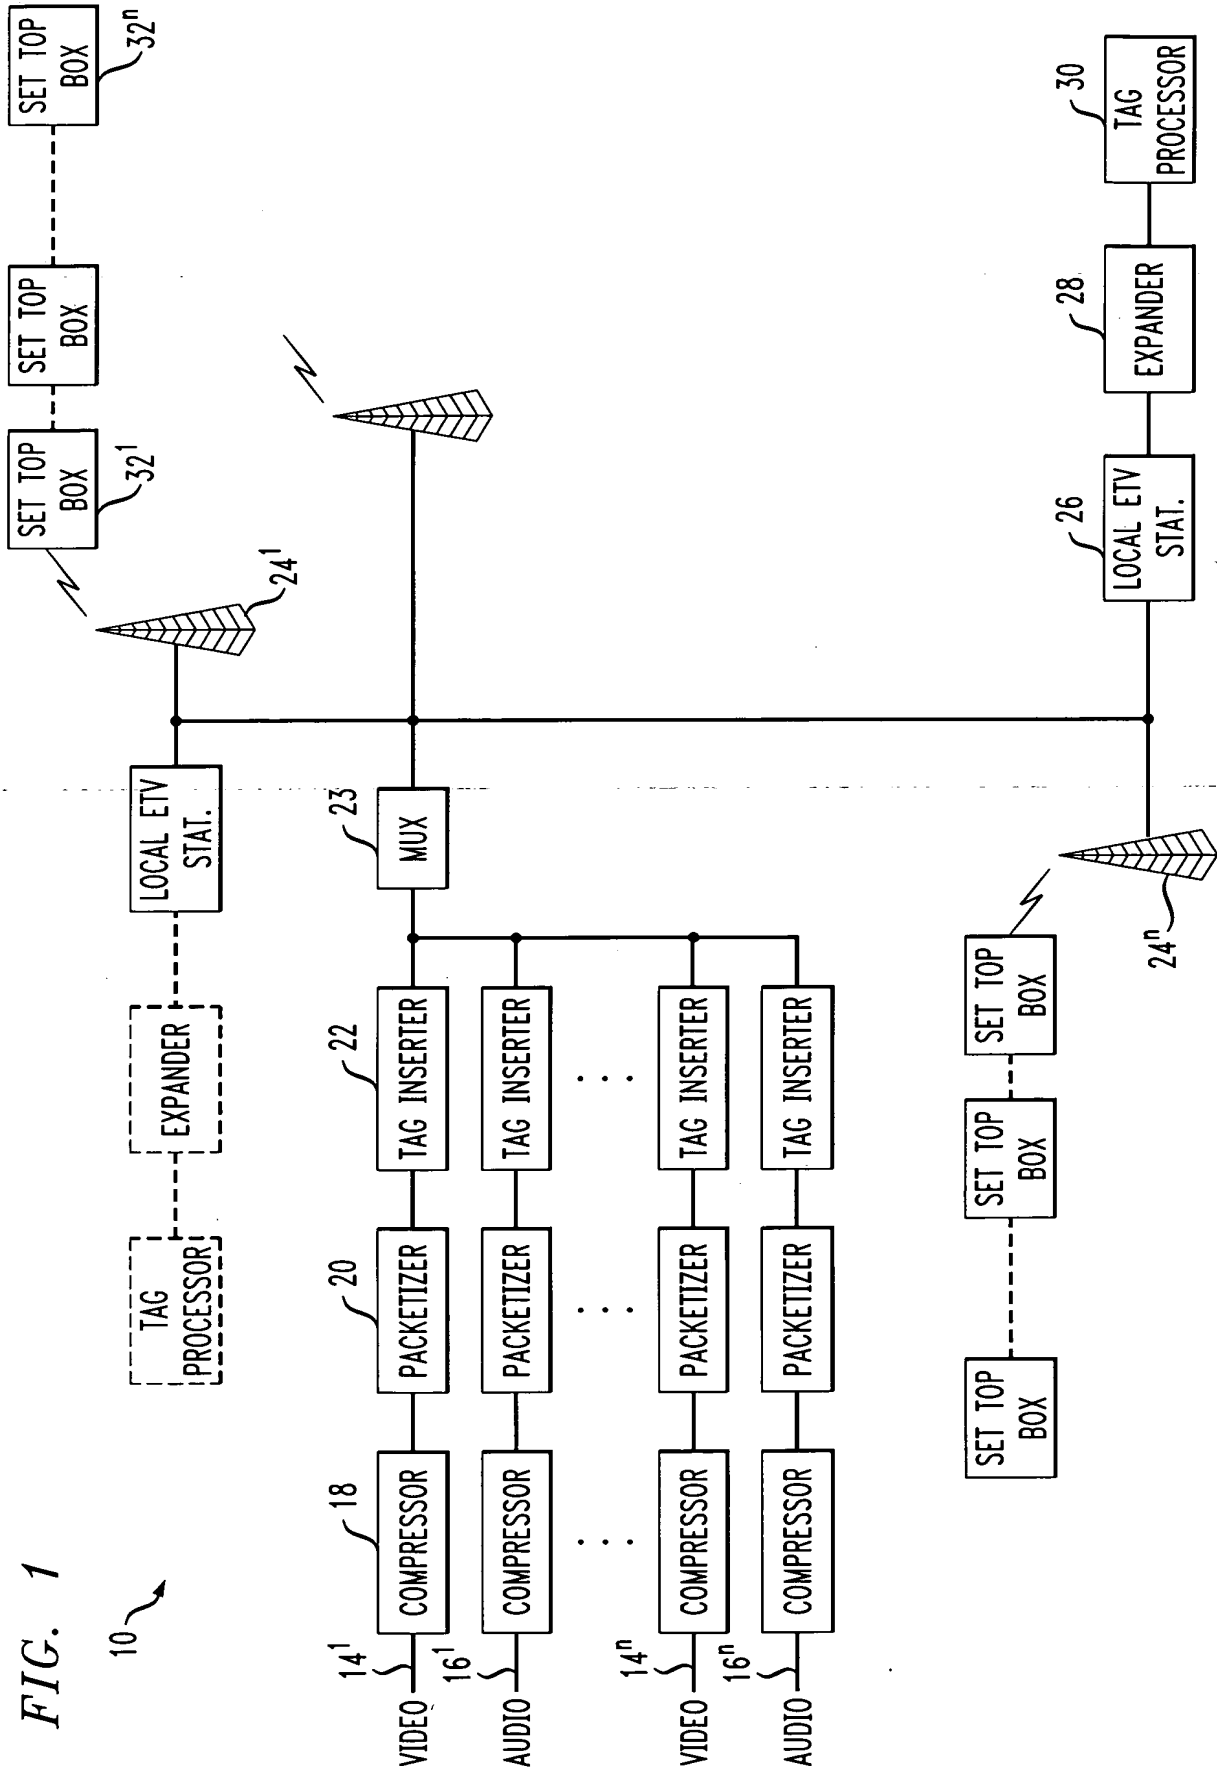 FIG. 1
10
TAG
PROCESSOR
EXPANDER
LOCAL ETV
STAT.
24¹
SET TOP
BOX
32¹
SET TOP
BOX
SET TOP
BOX
32ⁿ
VIDEO
14¹
COMPRESSOR
18
PACKETIZER
20
TAG INSERTER
22
MUX
23
AUDIO
16¹
COMPRESSOR
PACKETIZER
TAG INSERTER
. . .
. . .
. . .
VIDEO
14ⁿ
COMPRESSOR
PACKETIZER
TAG INSERTER
AUDIO
16ⁿ
COMPRESSOR
PACKETIZER
TAG INSERTER
SET TOP
BOX
SET TOP
BOX
SET TOP
BOX
24ⁿ
LOCAL ETV
STAT.
26
EXPANDER
28
TAG
PROCESSOR
30